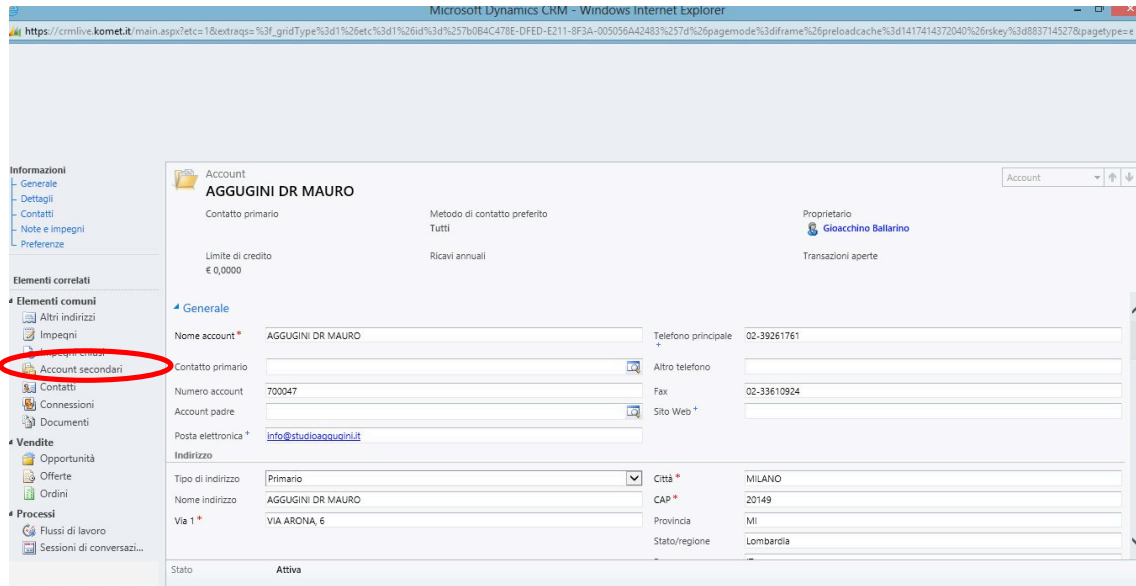 Microsoft Dynamics CRM - Windows Internet Explorer
https://crmlive.komet.it/main.aspx?etc=1&extraqs=%3f_gridType%3d1%26etc%3d1%26id%3d%257b0B4C478E-DFED-E211-8F3A-005056A42483%257d%26pagemode%3diframe%26preloadcache%3d1417414372040%26rskey%3d883714527&pagetype=e
Informazioni
Generale
Dettagli
Contatti
Note e impegni
Preferenze
Elementi correlati
Elementi comuni
Altri indirizzi
Impegni
Impegni chiusi
Account secondari
Contatti
Connessioni
Documenti
Vendite
Opportunità
Offerte
Ordini
Processi
Flussi di lavoro
Sessioni di conversazi...
Account
AGGUGINI DR MAURO
Account
Contatto primario
Metodo di contatto preferito
Tutti
Proprietario
Gioacchino Ballarino
Limite di credito
€ 0,0000
Ricavi annuali
Transazioni aperte
Generale
Nome account * AGGUGINI DR MAURO
Telefono principale + 02-39261761
Contatto primario
Altro telefono
Numero account 700047
Fax 02-33610924
Account padre
Sito Web +
Posta elettronica + info@studioaggugini.it
Indirizzo
Tipo di indirizzo Primario
Città * MILANO
Nome indirizzo AGGUGINI DR MAURO
CAP * 20149
Via 1 * VIA ARONA, 6
Provincia MI
Stato/regione Lombardia
Stato Attiva